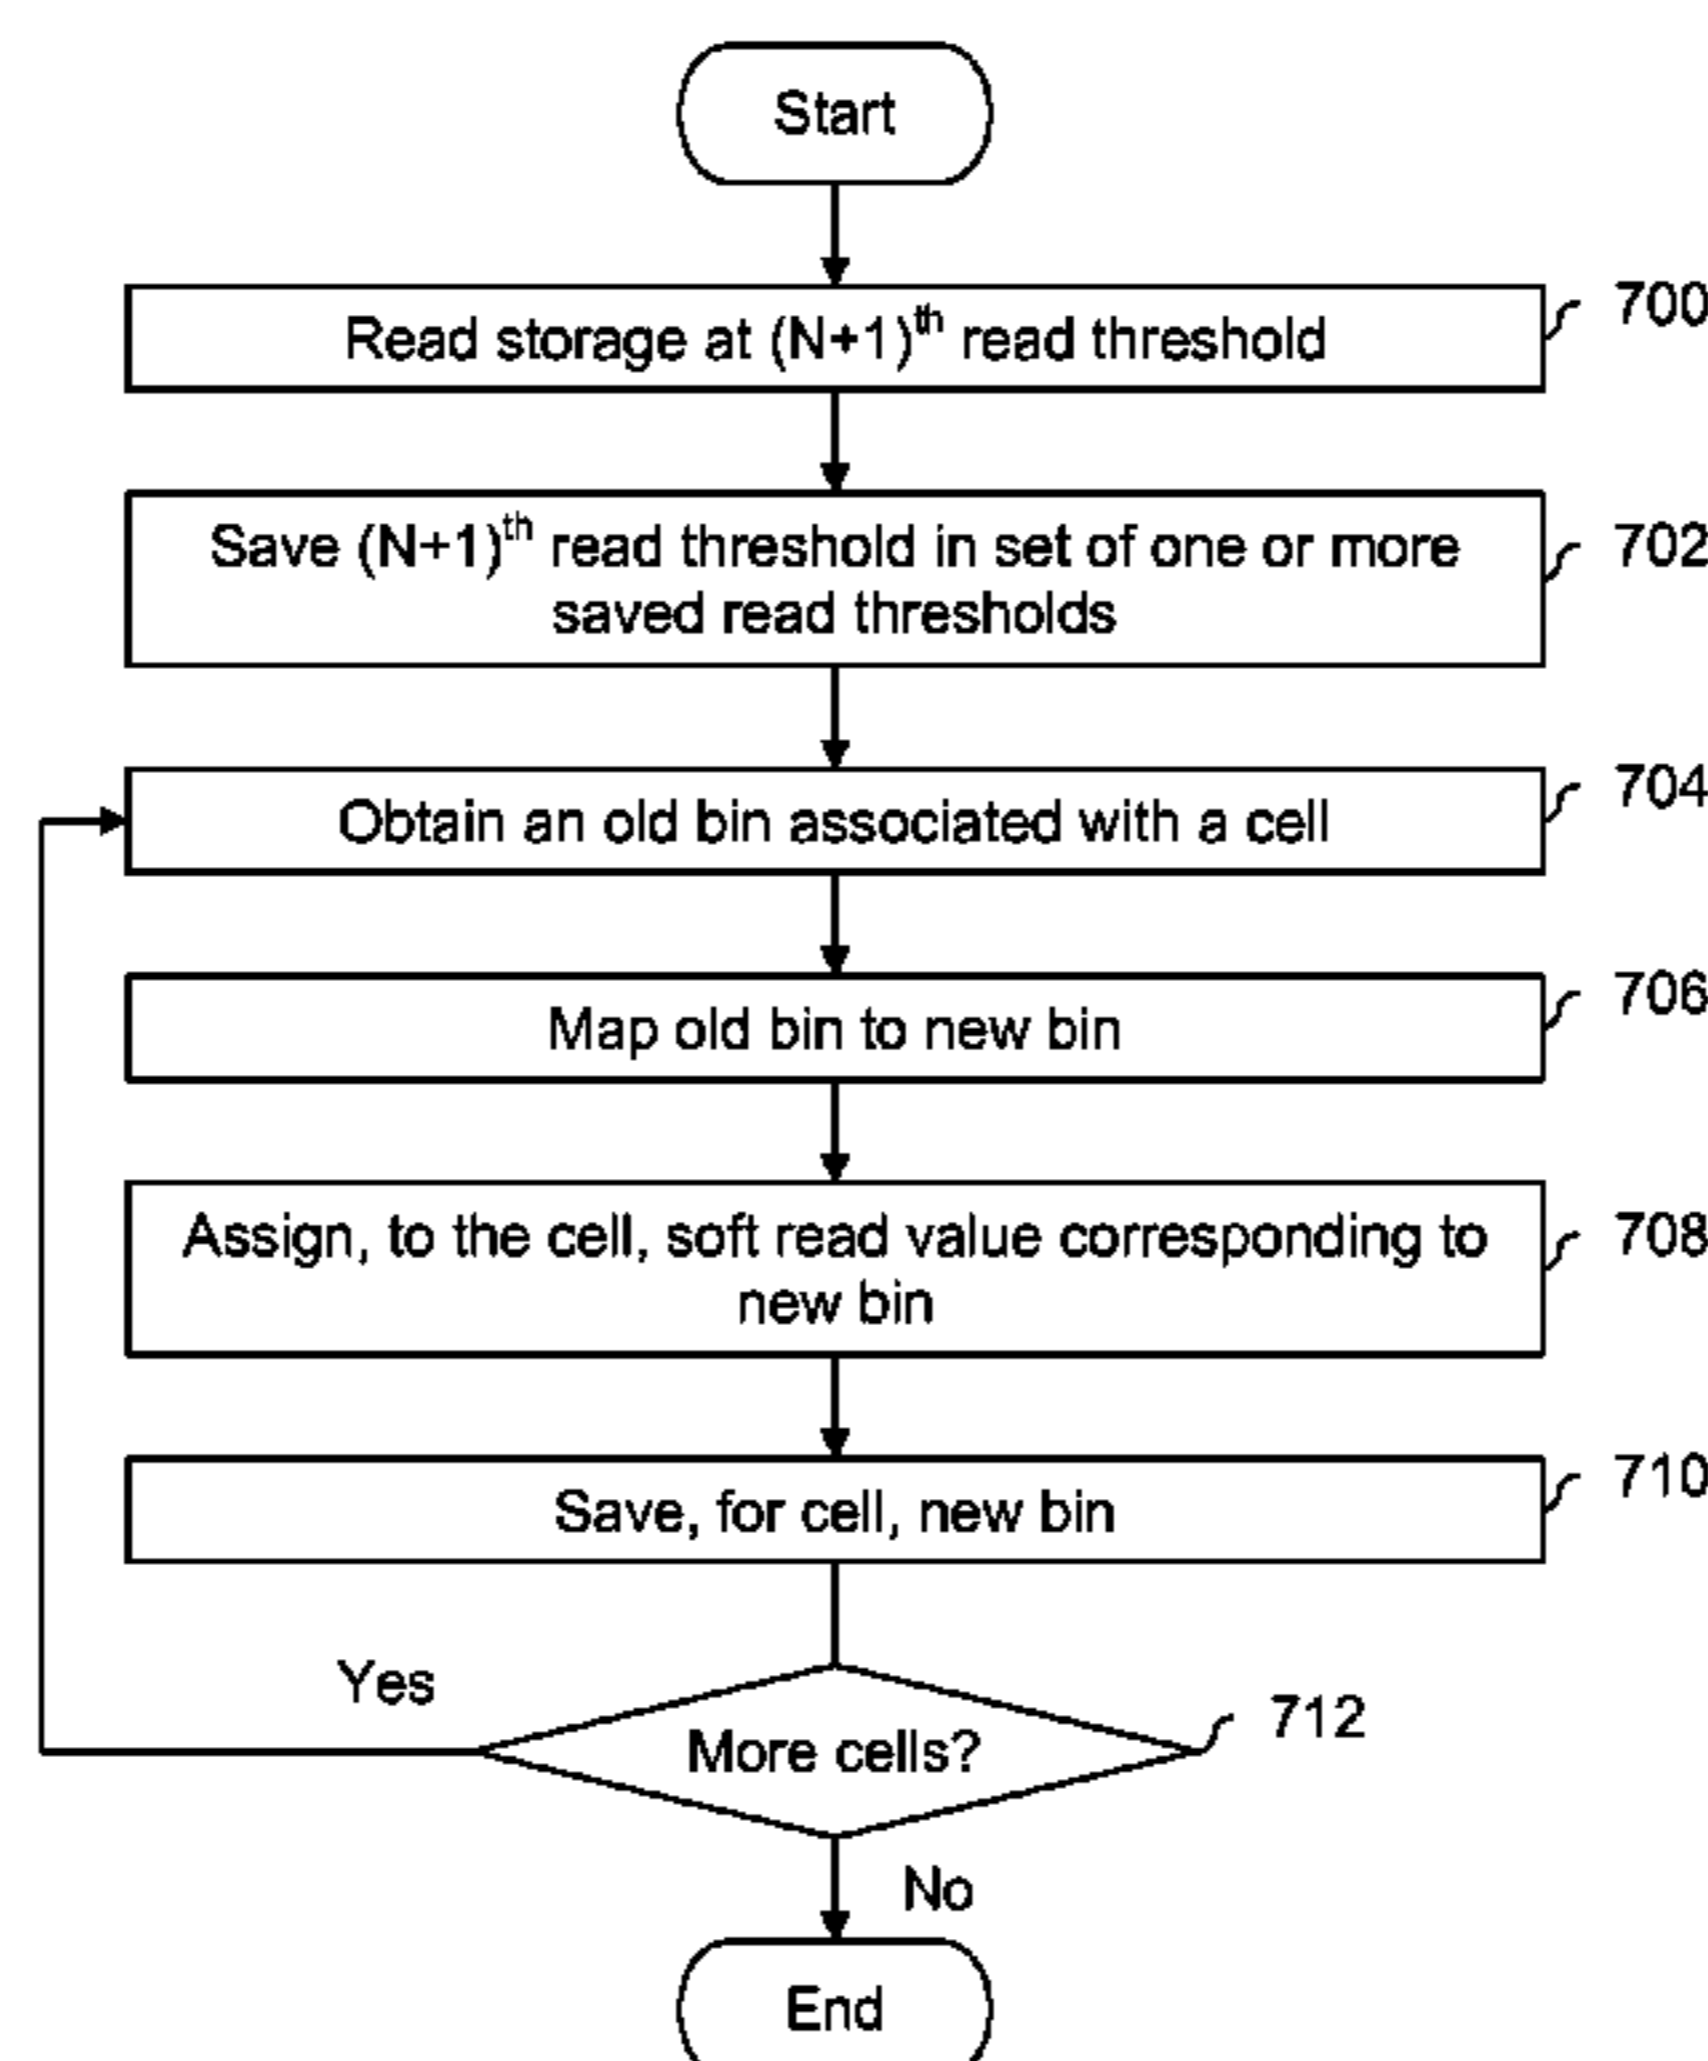 Start
Read storage at (N+1)th read threshold
700
Save (N+1)th read threshold in set of one or more
saved read thresholds
702
Obtain an old bin associated with a cell
704
Map old bin to new bin
706
Assign, to the cell, soft read value corresponding to
new bin
708
Save, for cell, new bin
710
Yes
More cells?
712
No
End